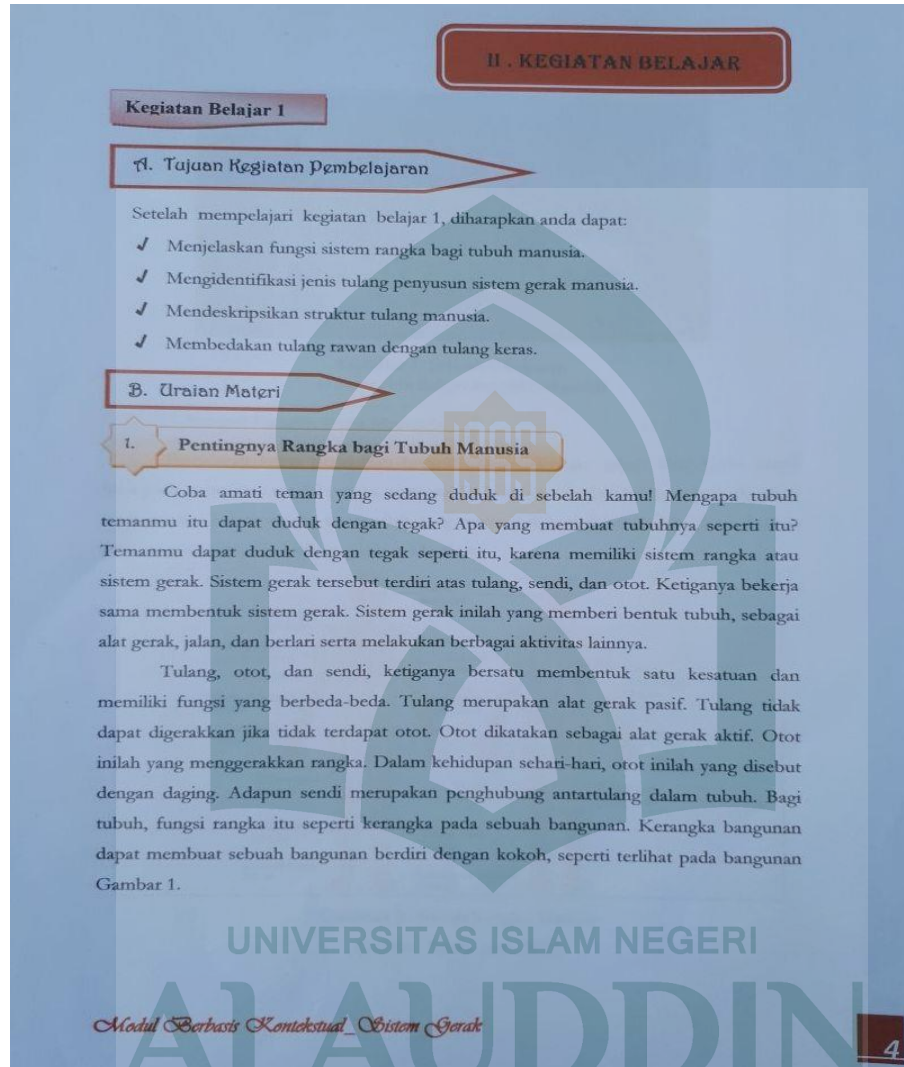 II . KEGIATAN BELAJAR
Kegiatan Belajar 1
A. Tujuan Kegiatan Pembelajaran
Setelah mempelajari kegiatan belajar 1, diharapkan anda dapat:
✔ Menjelaskan fungsi sistem rangka bagi tubuh manusia.
✔ Mengidentifikasi jenis tulang penyusun sistem gerak manusia.
✔ Mendeskripsikan struktur tulang manusia.
✔ Membedakan tulang rawan dengan tulang keras.
B. Uraian Materi
1. Pentingnya Rangka bagi Tubuh Manusia
Coba amati teman yang sedang duduk di sebelah kamu! Mengapa tubuh
temanmu itu dapat duduk dengan tegak? Apa yang membuat tubuhnya seperti itu?
Temanmu dapat duduk dengan tegak seperti itu, karena memiliki sistem rangka atau
sistem gerak. Sistem gerak tersebut terdiri atas tulang, sendi, dan otot. Ketiganya bekerja
sama membentuk sistem gerak. Sistem gerak inilah yang memberi bentuk tubuh, sebagai
alat gerak, jalan, dan berlari serta melakukan berbagai aktivitas lainnya.
Tulang, otot, dan sendi, ketiganya bersatu membentuk satu kesatuan dan
memiliki fungsi yang berbeda-beda. Tulang merupakan alat gerak pasif. Tulang tidak
dapat digerakkan jika tidak terdapat otot. Otot dikatakan sebagai alat gerak aktif. Otot
inilah yang menggerakkan rangka. Dalam kehidupan sehari-hari, otot inilah yang disebut
dengan daging. Adapun sendi merupakan penghubung antartulang dalam tubuh. Bagi
tubuh, fungsi rangka itu seperti kerangka pada sebuah bangunan. Kerangka bangunan
dapat membuat sebuah bangunan berdiri dengan kokoh, seperti terlihat pada bangunan
Gambar 1.
UNIVERSITAS ISLAM NEGERI
ALAUDDIN
Modul Berbasis Kontekstual_Sistem Gerak
4